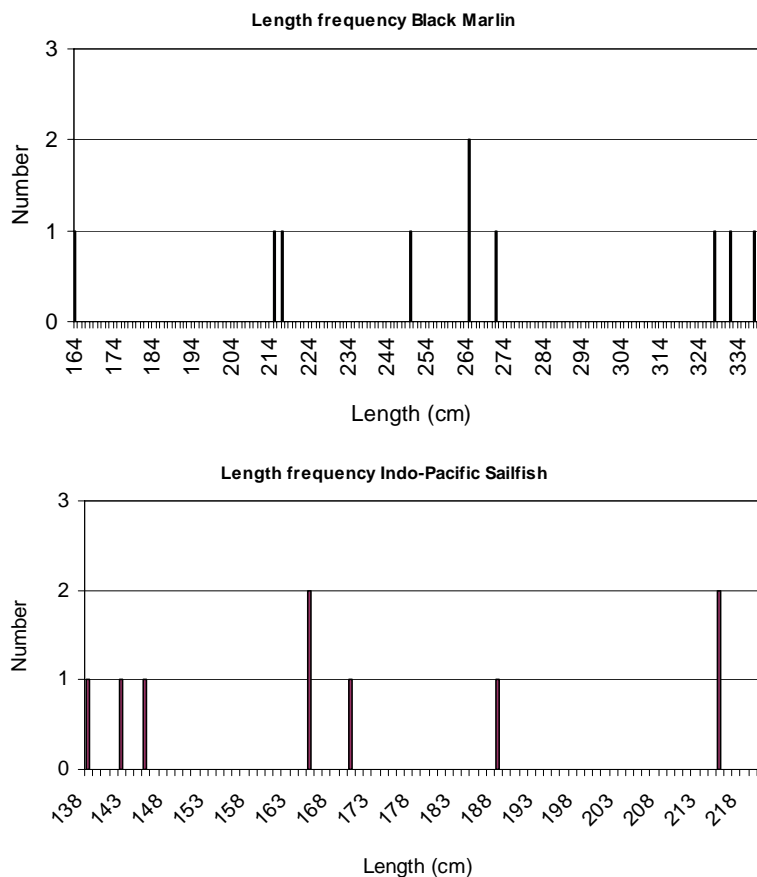 Length frequency Black Marlin
3
2
1
0
Number
164 174 184 194 204 214 224 234 244 254 264 274 284 294 304 314 324 334
Length (cm)
Length frequency Indo-Pacific Sailfish
3
2
1
0
Number
138 143 148 153 158 163 168 173 178 183 188 193 198 203 208 213 218
Length (cm)